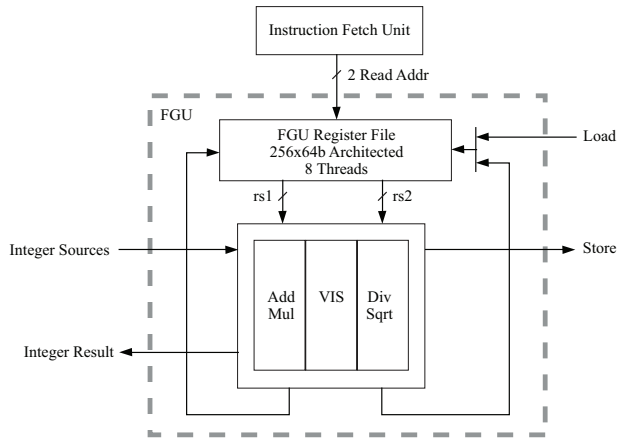 Instruction Fetch Unit
2 Read Addr
FGU
FGU Register File
256x64b Architected
8 Threads
Load
rs1
rs2
Integer Sources
Store
Add
Mul
VIS
Div
Sqrt
Integer Result